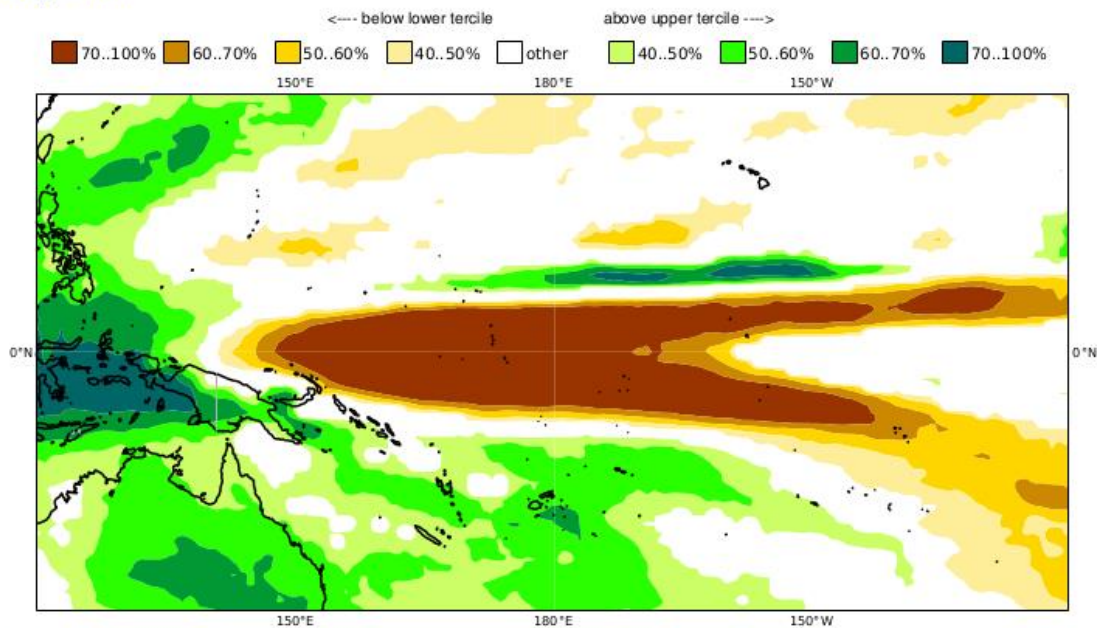 <---- below lower tercile above upper tercile ---->
70..100% 60..70% 50..60% 40..50% other 40..50% 50..60% 60..70% 70..100%
150°E 180°E 150°W
0°N 0°N
150°E 180°E 150°W